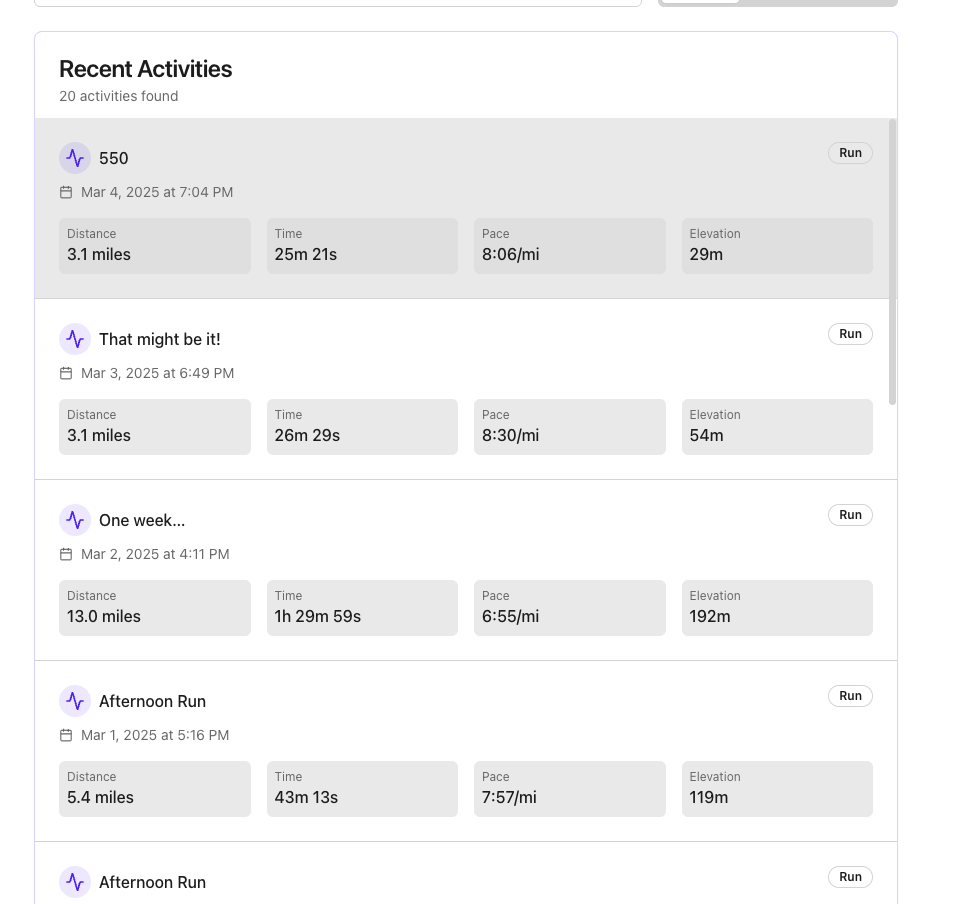 Recent Activities
20 activities found
550
Run
Mar 4, 2025 at 7:04 PM
Distance
3.1 miles
Time
25m 21s
Pace
8:06/mi
Elevation
29m
That might be it!
Run
Mar 3, 2025 at 6:49 PM
Distance
3.1 miles
Time
26m 29s
Pace
8:30/mi
Elevation
54m
One week...
Run
Mar 2, 2025 at 4:11 PM
Distance
13.0 miles
Time
1h 29m 59s
Pace
6:55/mi
Elevation
192m
Afternoon Run
Run
Mar 1, 2025 at 5:16 PM
Distance
5.4 miles
Time
43m 13s
Pace
7:57/mi
Elevation
119m
Afternoon Run
Run